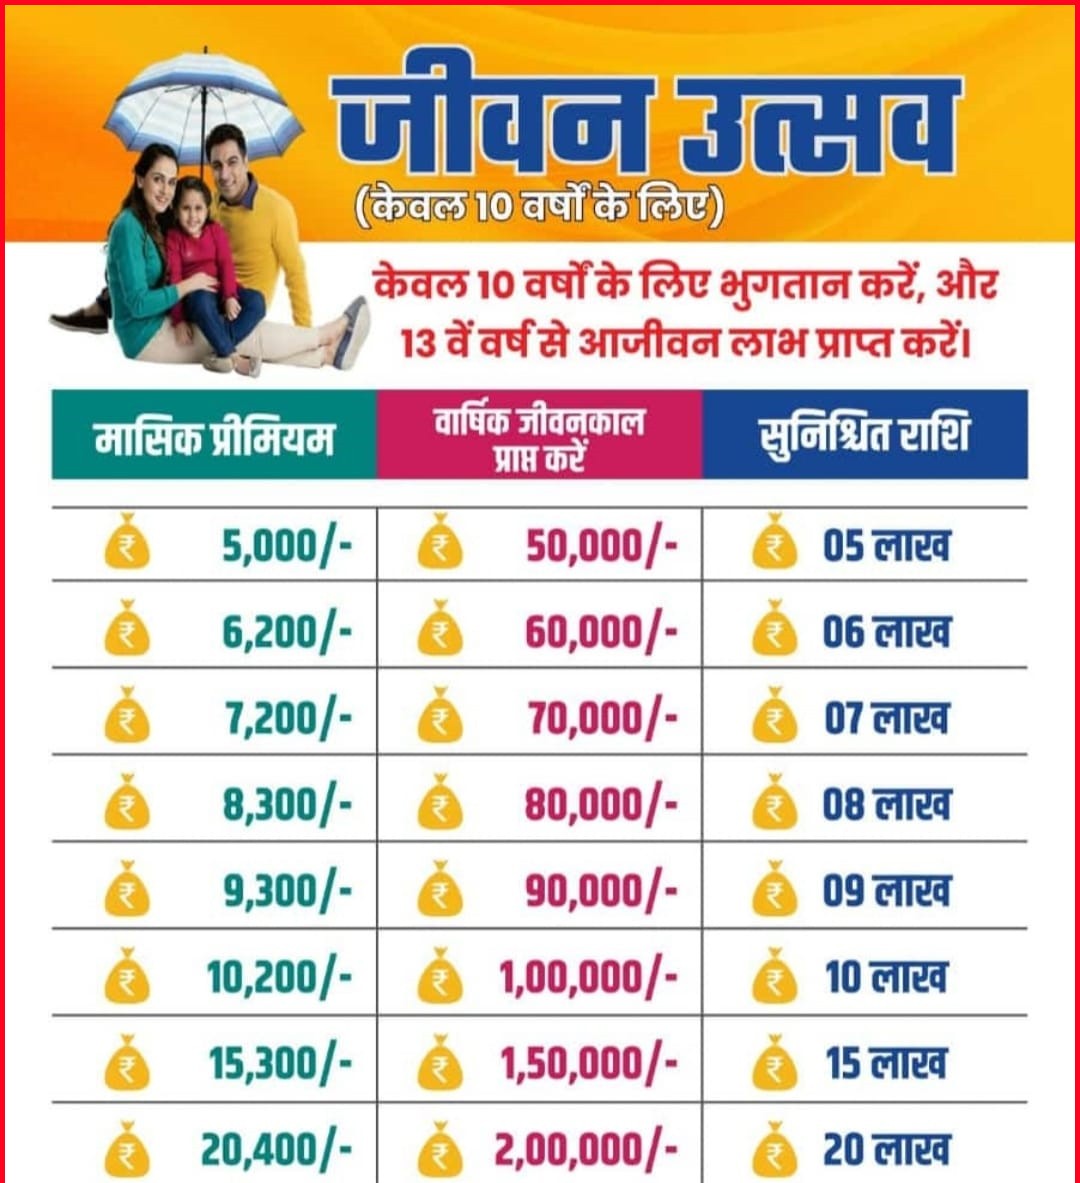 जीवन उत्सव
(केवल 10 वर्षों के लिए)
केवल 10 वर्षों के लिए भुगतान करें, और
13 वें वर्ष से आजीवन लाभ प्राप्त करें।
मासिक प्रीमियम वार्षिक जीवनकाल प्राप्त करें सुनिश्चित राशि
₹ 5,000/- ₹ 50,000/- ₹ 05 लाख
₹ 6,200/- ₹ 60,000/- ₹ 06 लाख
₹ 7,200/- ₹ 70,000/- ₹ 07 लाख
₹ 8,300/- ₹ 80,000/- ₹ 08 लाख
₹ 9,300/- ₹ 90,000/- ₹ 09 लाख
₹ 10,200/- ₹ 1,00,000/- ₹ 10 लाख
₹ 15,300/- ₹ 1,50,000/- ₹ 15 लाख
₹ 20,400/- ₹ 2,00,000/- ₹ 20 लाख